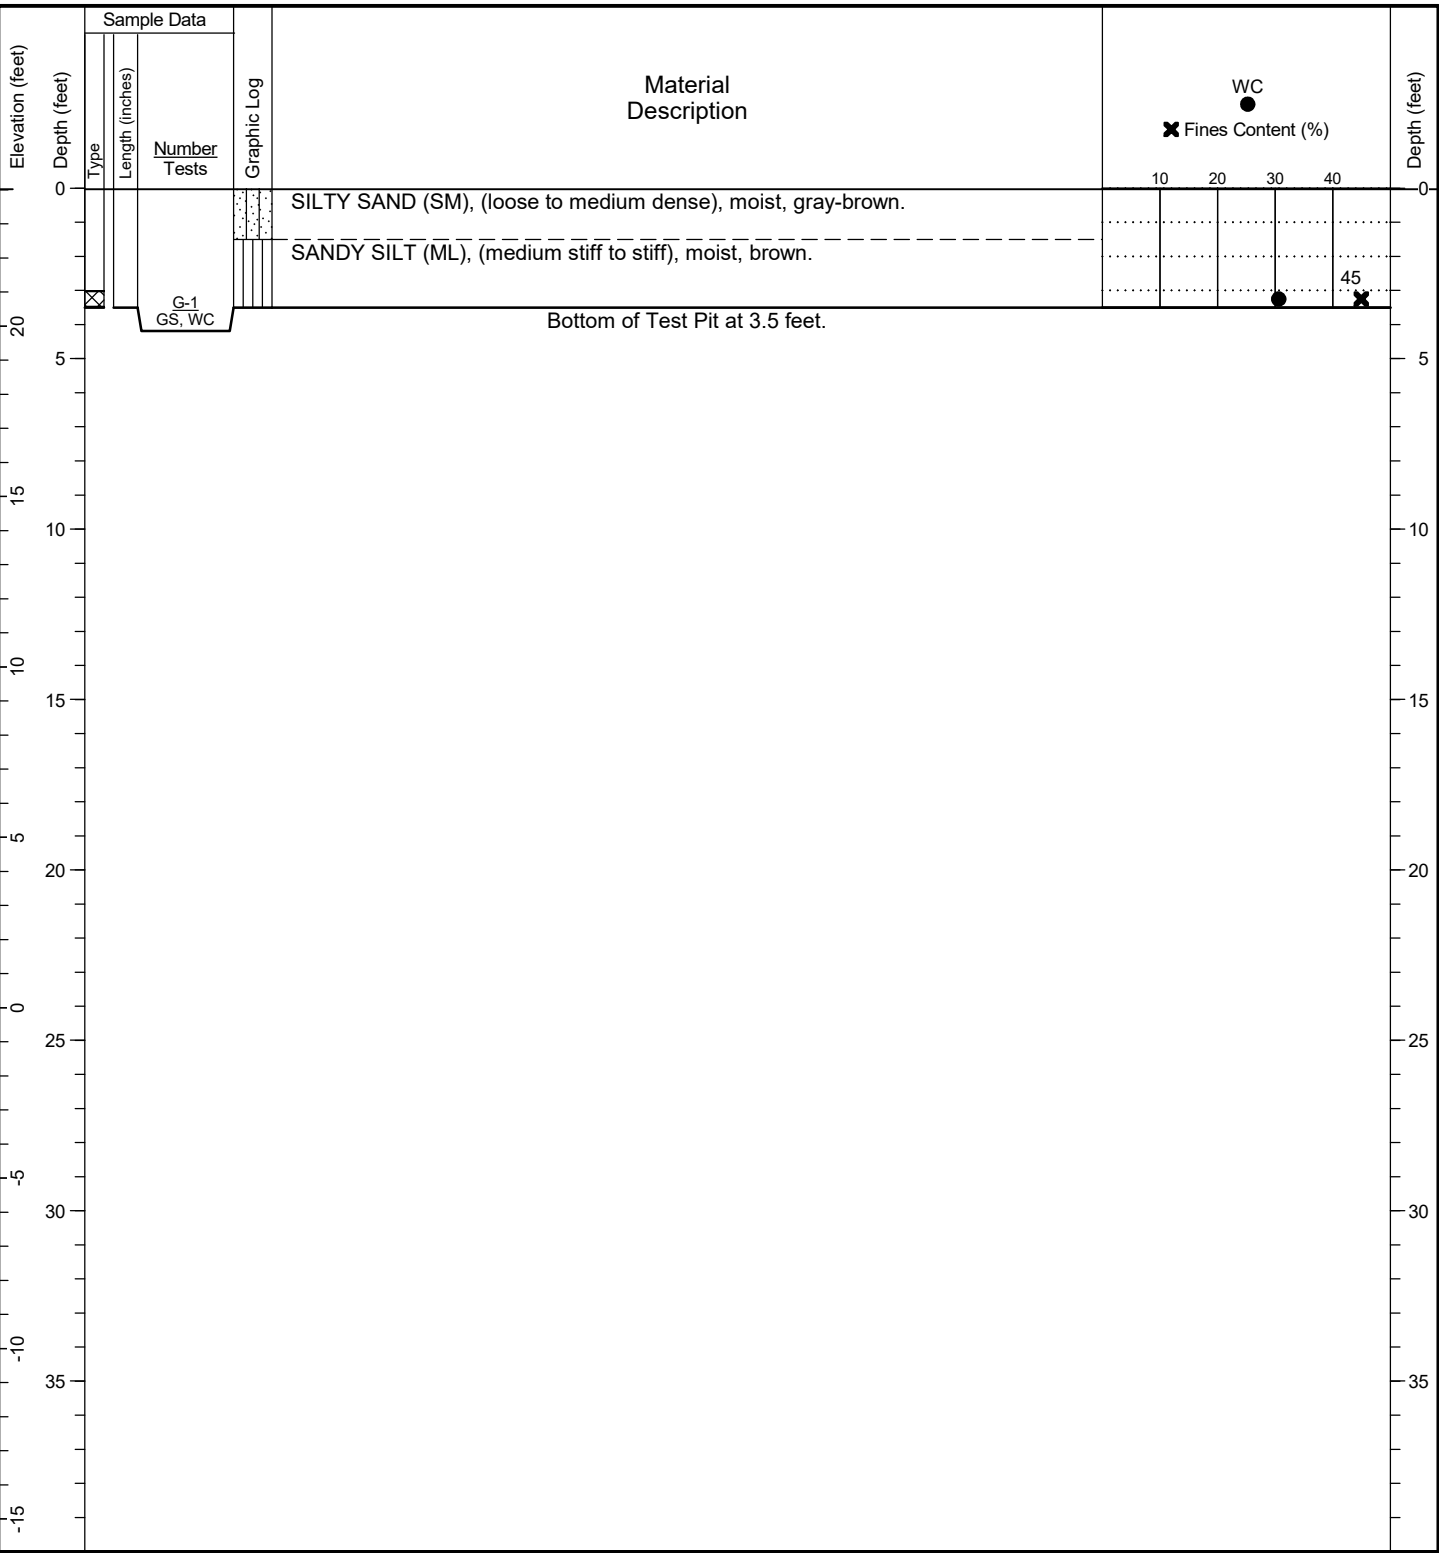 Sample Data
Elevation (feet)
Depth (feet)
Type
Length (inches)
Number
Tests
Graphic Log
Material
Description
WC
Fines Content (%)
Depth (feet)
10 20 30 40
0 0
SILTY SAND (SM), (loose to medium dense), moist, gray-brown.
SANDY SILT (ML), (medium stiff to stiff), moist, brown.
45
G-1
GS, WC
Bottom of Test Pit at 3.5 feet.
20
5 5
15
10 10
10
15 15
5
20 20
0
25 25
-5
30 30
-10
35 35
-15